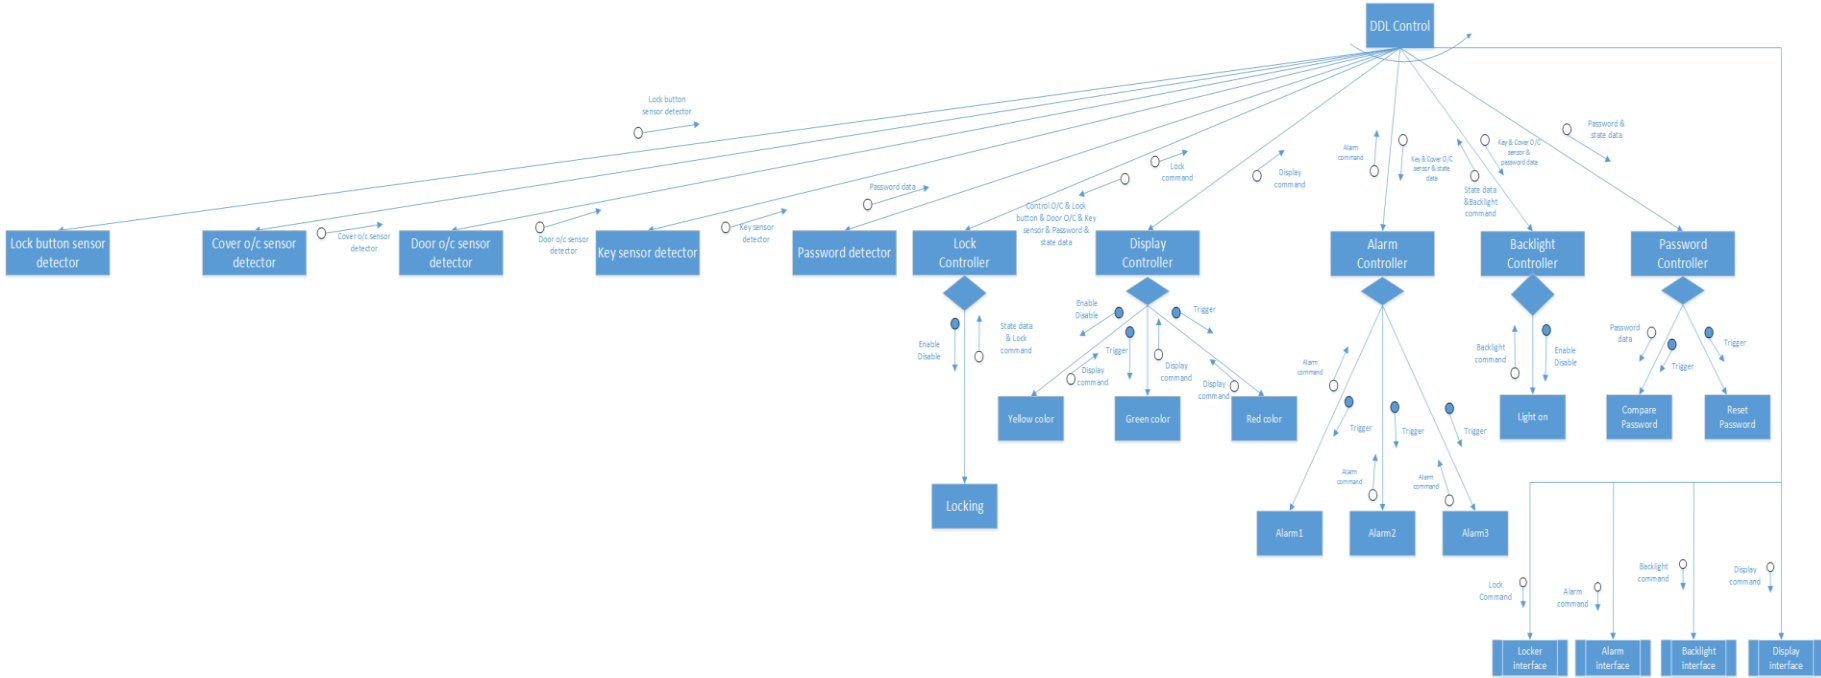 DDL Control
Lock button
sensor detector
Password &
state data
Alarm
command
Key & Cover O/C
sensor & state
data
Key & Cover O/C
sensor &
password data
Lock
command
Display
command
Password data
State data
&Backlight
command
Control O/C & Lock
button & Door O/C & Key
sensor & Password &
state data
Cover o/c sensor
detector
Door o/c sensor
detector
Key sensor
detector
Lock button sensor
detector
Cover o/c sensor
detector
Door o/c sensor
detector
Key sensor detector
Password detector
Lock
Controller
Display
Controller
Alarm
Controller
Backlight
Controller
Password
Controller
Enable
Disable
State data
& Lock
command
Enable
Disable
Trigger
Trigger
Display
command
Display
command
Display
command
Alarm
command
Trigger
Trigger
Trigger
Backlight
command
Enable
Disable
Password
data
Trigger
Trigger
Yellow color
Green color
Red color
Light on
Compare
Password
Reset
Password
Alarm
command
Alarm
command
Locking
Alarm1
Alarm2
Alarm3
Lock
Command
Alarm
command
Backlight
command
Display
command
Locker
interface
Alarm
interface
Backlight
interface
Display
interface